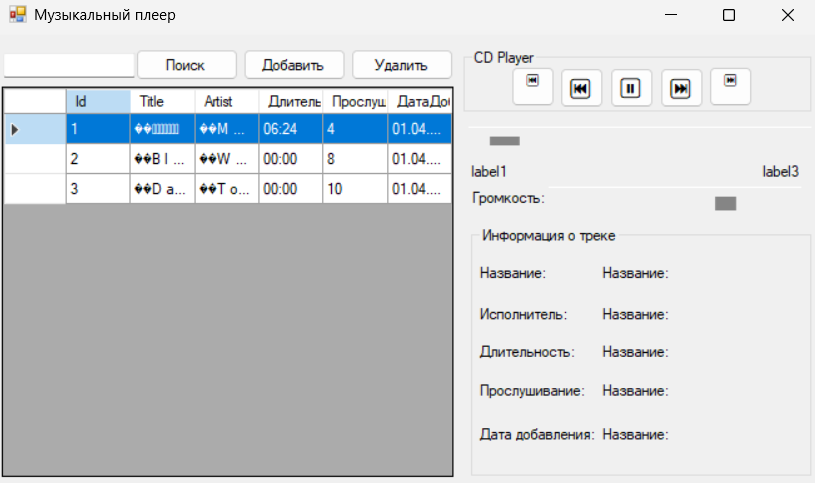 Музыкальный плеер
Поиск Добавить Удалить
Id Title Artist Длитель Прослуш ДатаДоб
1 ��М ... 06:24 4 01.04....
2 ��B l ... ��W ... 00:00 8 01.04....
3 ��D a... ��T o... 00:00 10 01.04....
CD Player
label1 label3
Громкость:
Информация о треке
Название: Название:
Исполнитель: Название:
Длительность: Название:
Прослушивание: Название:
Дата добавления: Название: